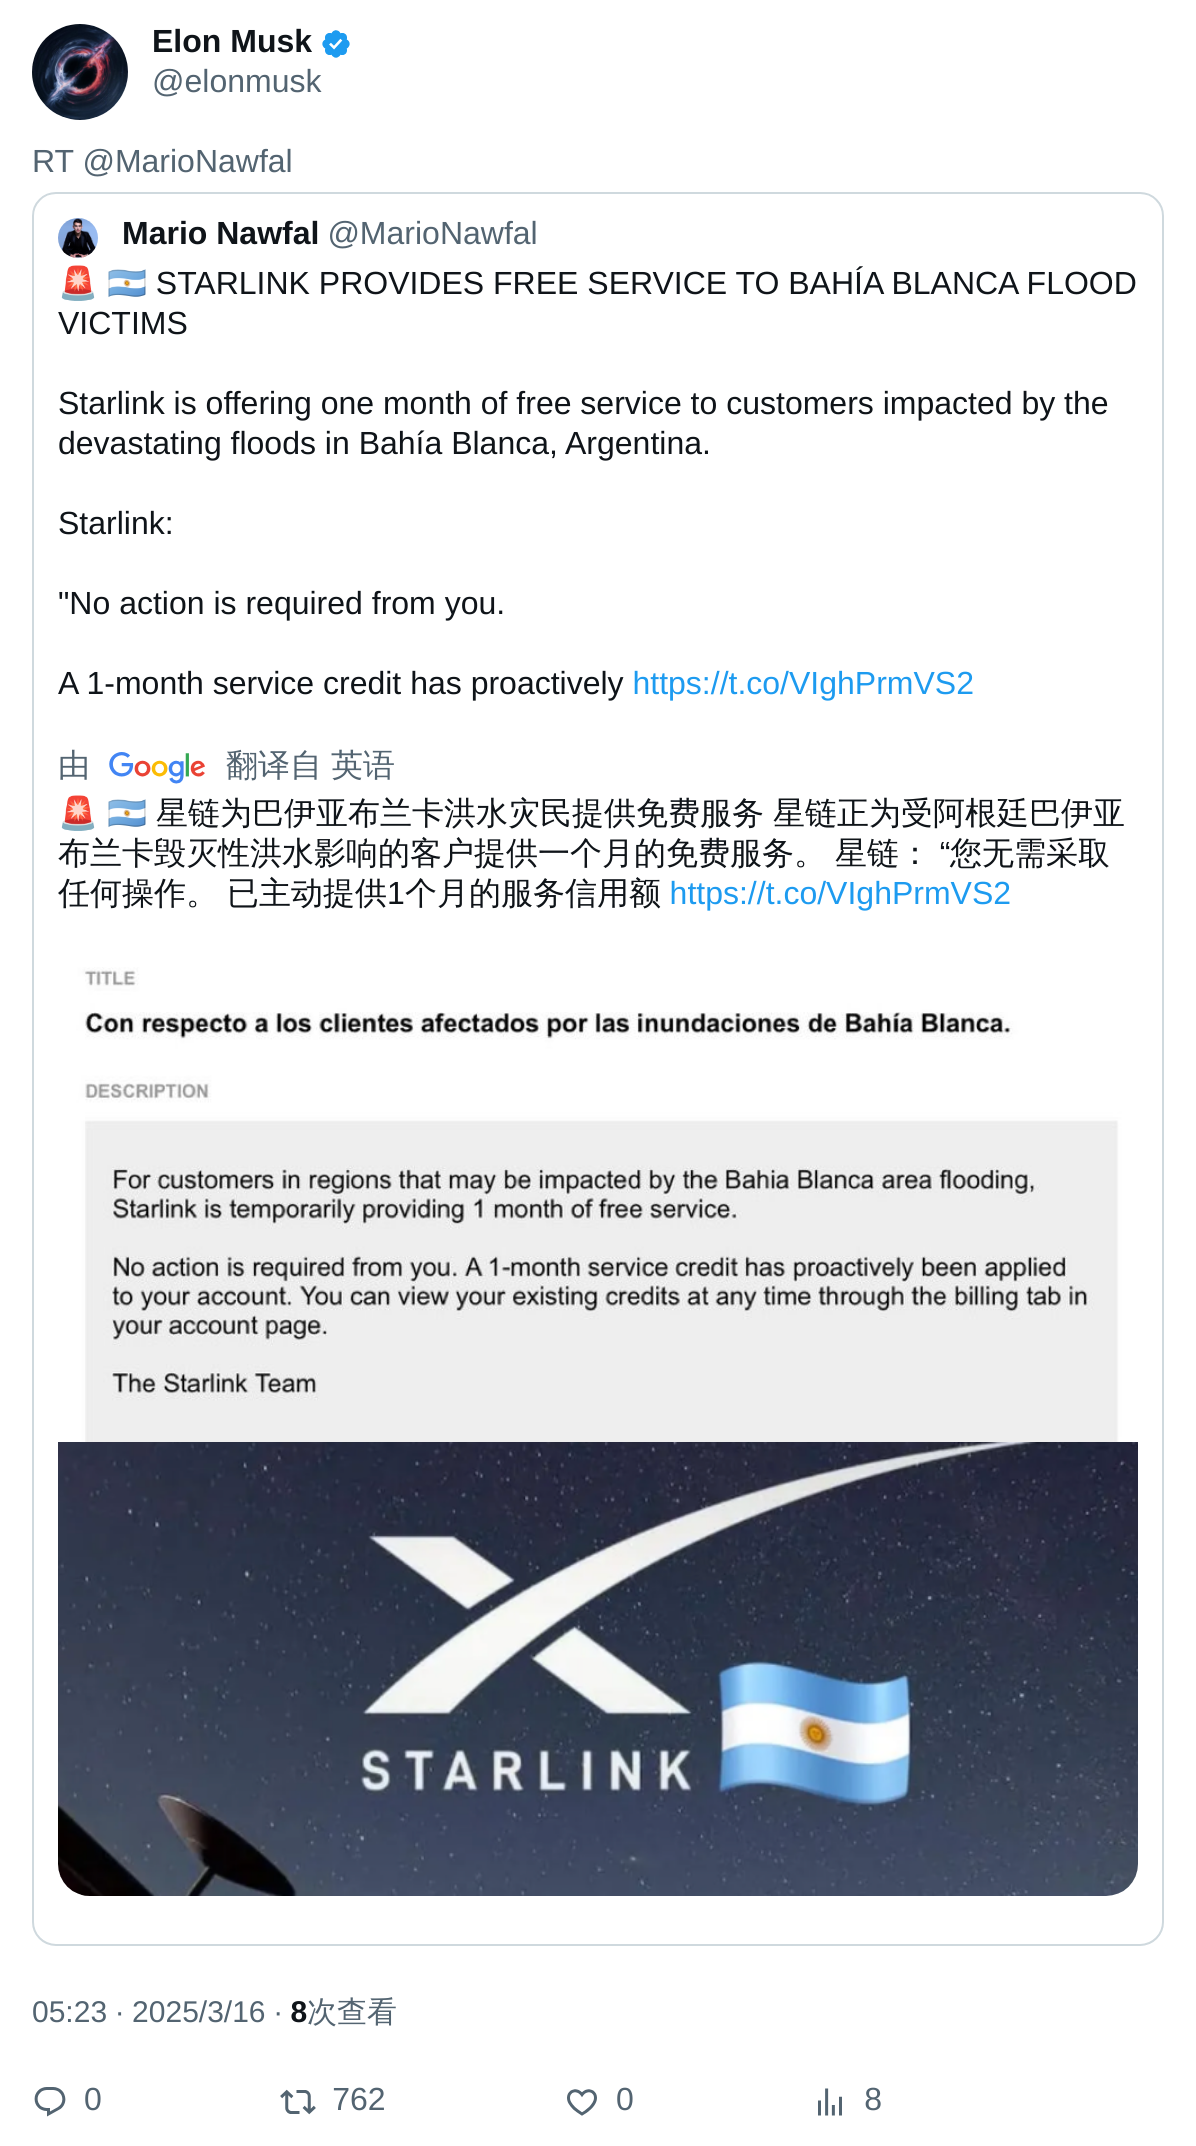 Elon Musk
@elonmusk
RT @MarioNawfal
Mario Nawfal @MarioNawfal
🚨 🇦🇷 STARLINK PROVIDES FREE SERVICE TO BAHÍA BLANCA FLOOD
VICTIMS
Starlink is offering one month of free service to customers impacted by the
devastating floods in Bahía Blanca, Argentina.
Starlink:
"No action is required from you.
A 1-month service credit has proactively https://t.co/VIghPrmVS2
由 Google 翻译自 英语
🚨 🇦🇷 星链为巴伊亚布兰卡洪水灾民提供免费服务 星链正为受阿根廷巴伊亚
布兰卡毁灭性洪水影响的客户提供一个月的免费服务。 星链： “您无需采取
任何操作。 已主动提供1个月的服务信用额 https://t.co/VIghPrmVS2
TITLE
Con respecto a los clientes afectados por las inundaciones de Bahía Blanca.
DESCRIPTION
For customers in regions that may be impacted by the Bahia Blanca area flooding,
Starlink is temporarily providing 1 month of free service.
No action is required from you. A 1-month service credit has proactively been applied
to your account. You can view your existing credits at any time through the billing tab in
your account page.
The Starlink Team
STARLINK
05:23 · 2025/3/16 · 8次查看
0 762 0 8